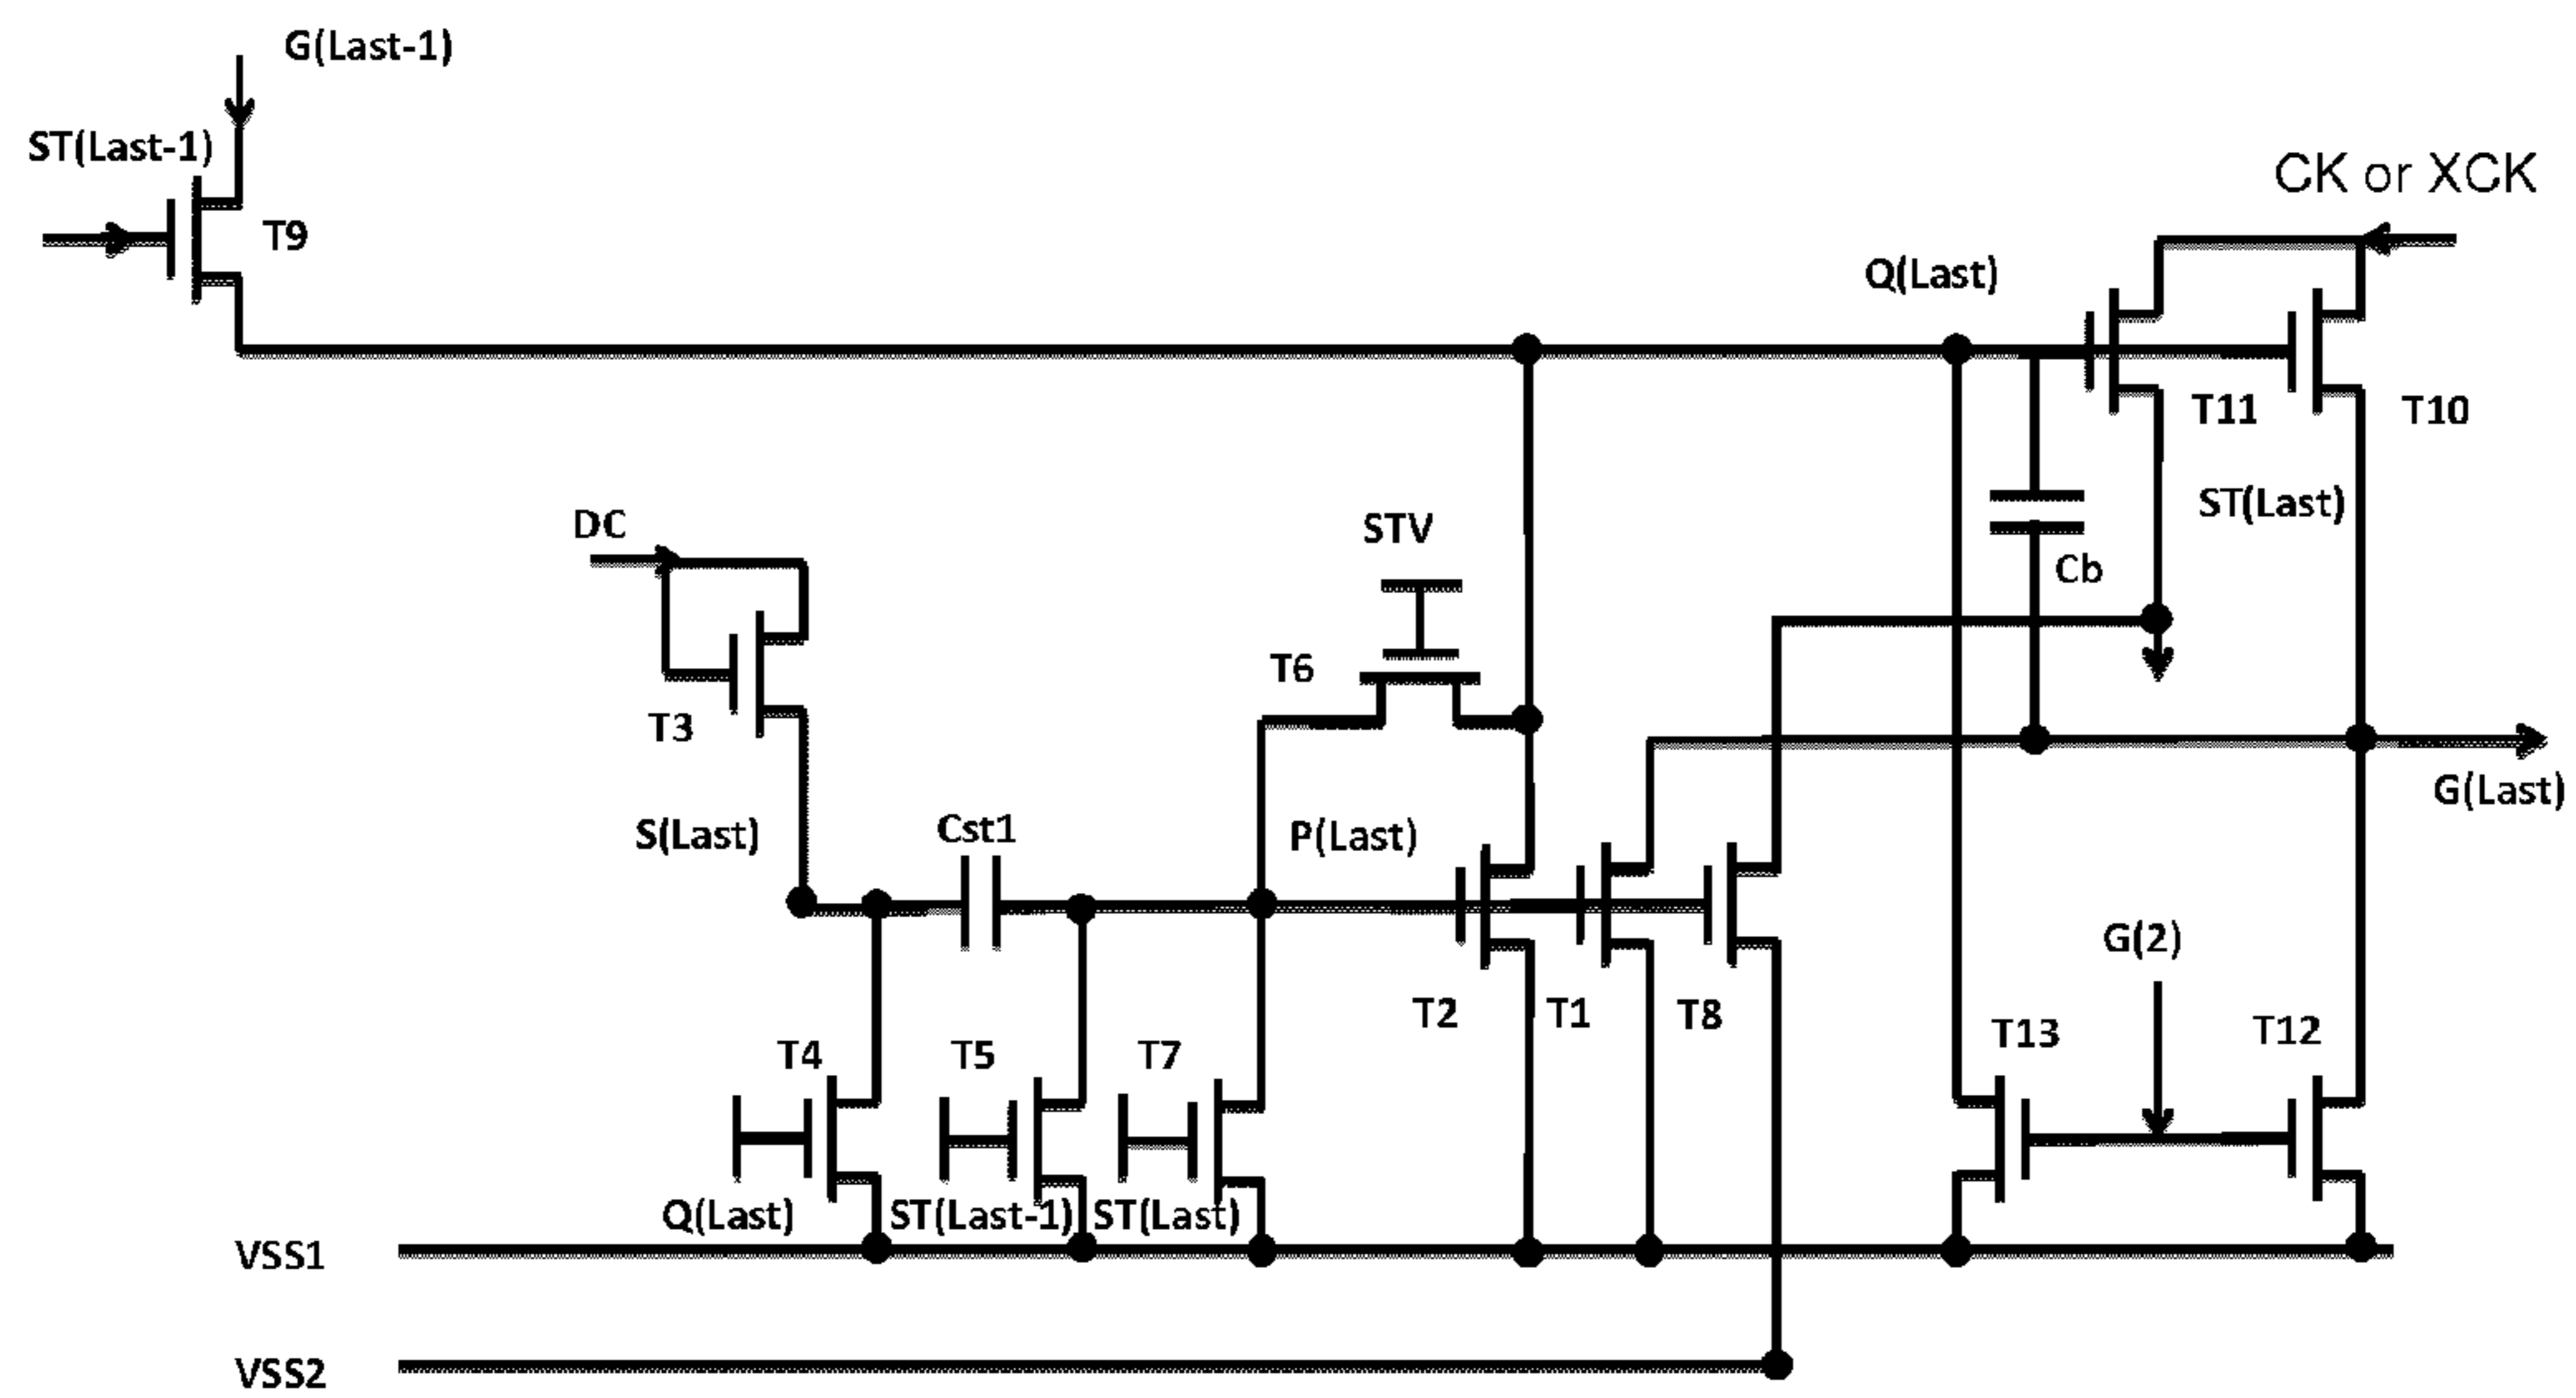 G(Last-1)
ST(Last-1)
T9
CK or XCK
Q(Last)
T11
T10
DC
STV
ST(Last)
Cb
T6
T3
S(Last)
Cst1
P(Last)
G(Last)
G(2)
T2
T1
T8
T13
T12
T4
T5
T7
Q(Last)
ST(Last-1)
ST(Last)
VSS1
VSS2